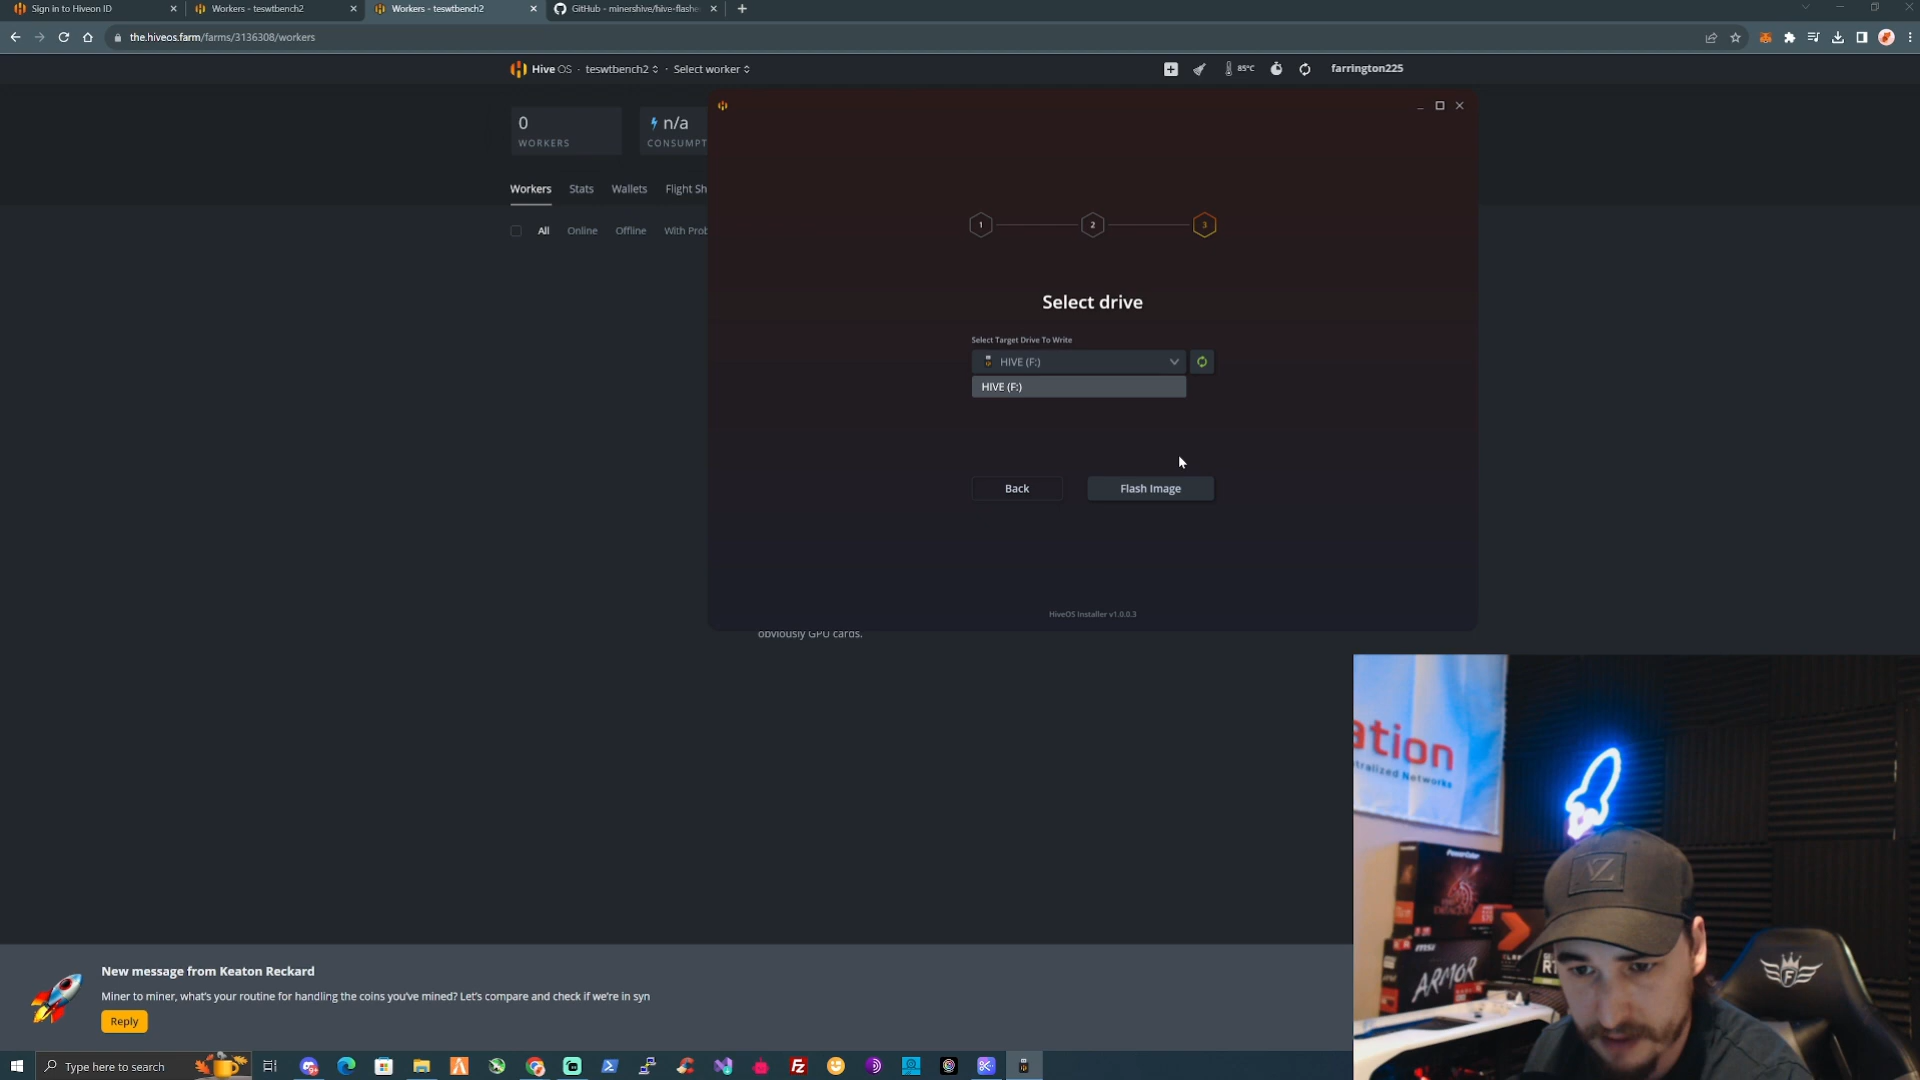 Sign in to Hiveon ID
Workers - teswtbench2
Workers - teswtbench2
GitHub - minershive/hive-flashe
the.hiveos.farm/farms/3136308/workers
Hive OS · teswtbench2 · Select worker
85°C
farrington225
0
WORKERS
n/a
CONSUMPT
Workers Stats Wallets Flight Sh
All Online Offline With Prob
1 2 3
Select drive
Select Target Drive To Write
HIVE (F:)
HIVE (F:)
Back
Flash Image
HiveOS Installer v1.0.0.3
obviously GPU cards.
ation
tralized Networks
PowerColor
msi
ARMOR
New message from Keaton Reckard
Miner to miner, what's your routine for handling the coins you've mined? Let's compare and check if we're in syn
Reply
Type here to search